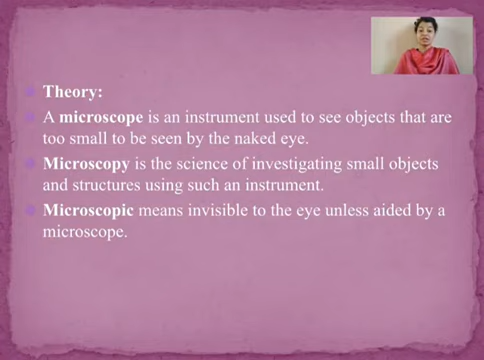 Theory:
A microscope is an instrument used to see objects that are
too small to be seen by the naked eye.
Microscopy is the science of investigating small objects
and structures using such an instrument.
Microscopic means invisible to the eye unless aided by a
microscope.